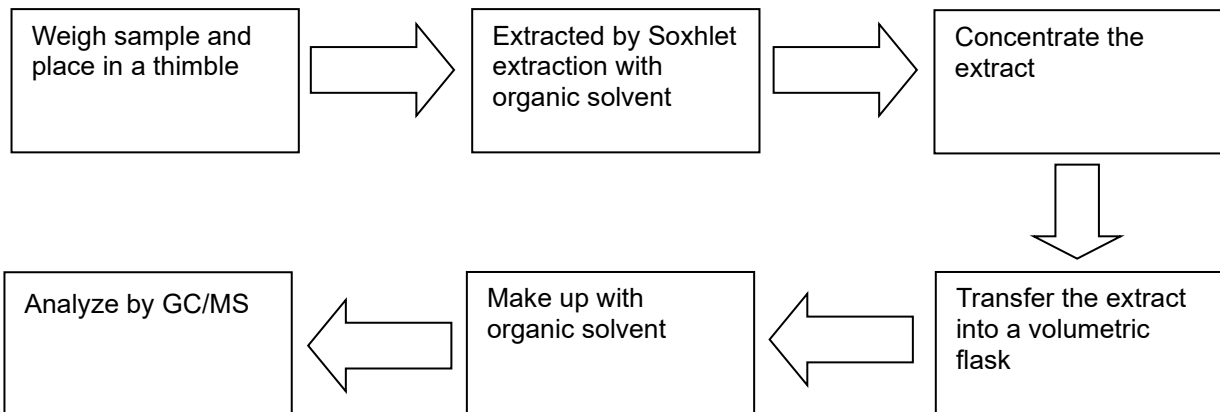 Weigh sample and
place in a thimble
Extracted by Soxhlet
extraction with
organic solvent
Concentrate the
extract
Transfer the extract
into a volumetric
flask
Make up with
organic solvent
Analyze by GC/MS